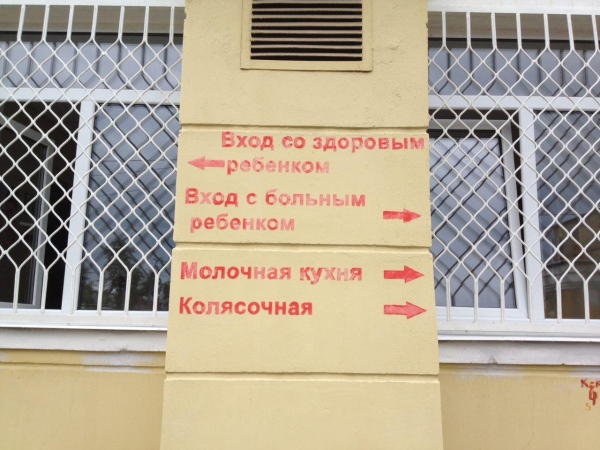 Вход со здоровым
ребенком
Вход с больным
ребенком
Молочная кухня
Колясочная